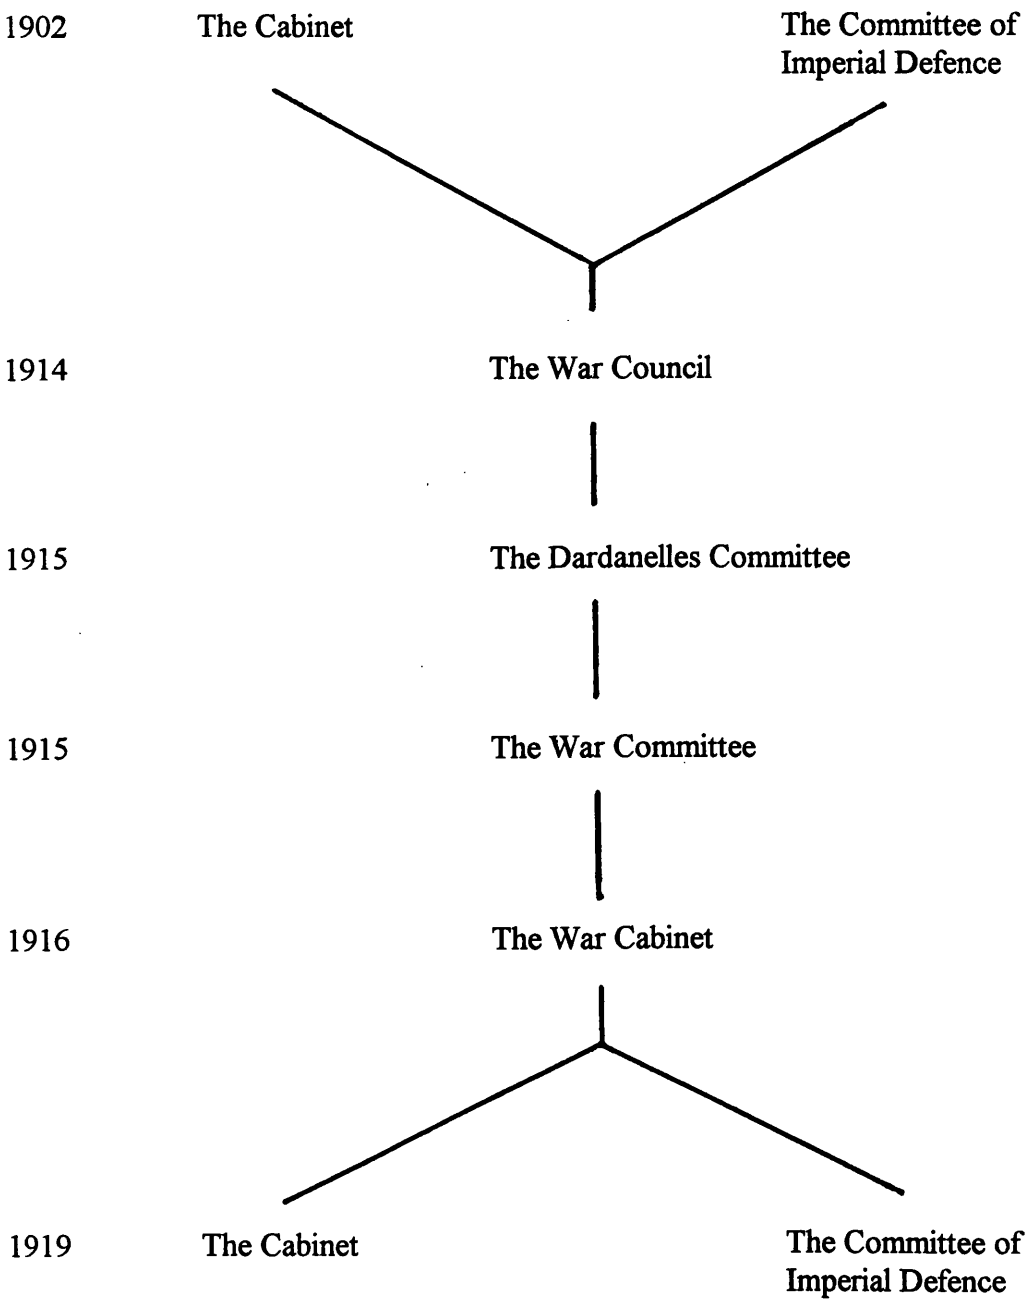 1902 The Cabinet The Committee of
Imperial Defence
1914 The War Council
1915 The Dardanelles Committee
1915 The War Committee
1916 The War Cabinet
1919 The Cabinet The Committee of
Imperial Defence